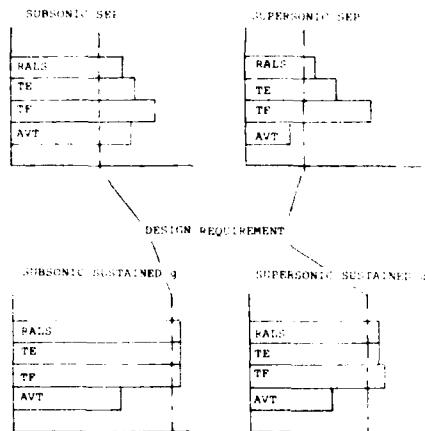 SUBSONIC SEP
SUPERSONIC SEP
RALS
TE
TF
AVT
RALS
TE
TF
AVT
DESIGN REQUIREMENT
SUBSONIC SUSTAINED g
SUPERSONIC SUSTAINED g
RALS
TE
TF
AVT
RALS
TE
TF
AVT